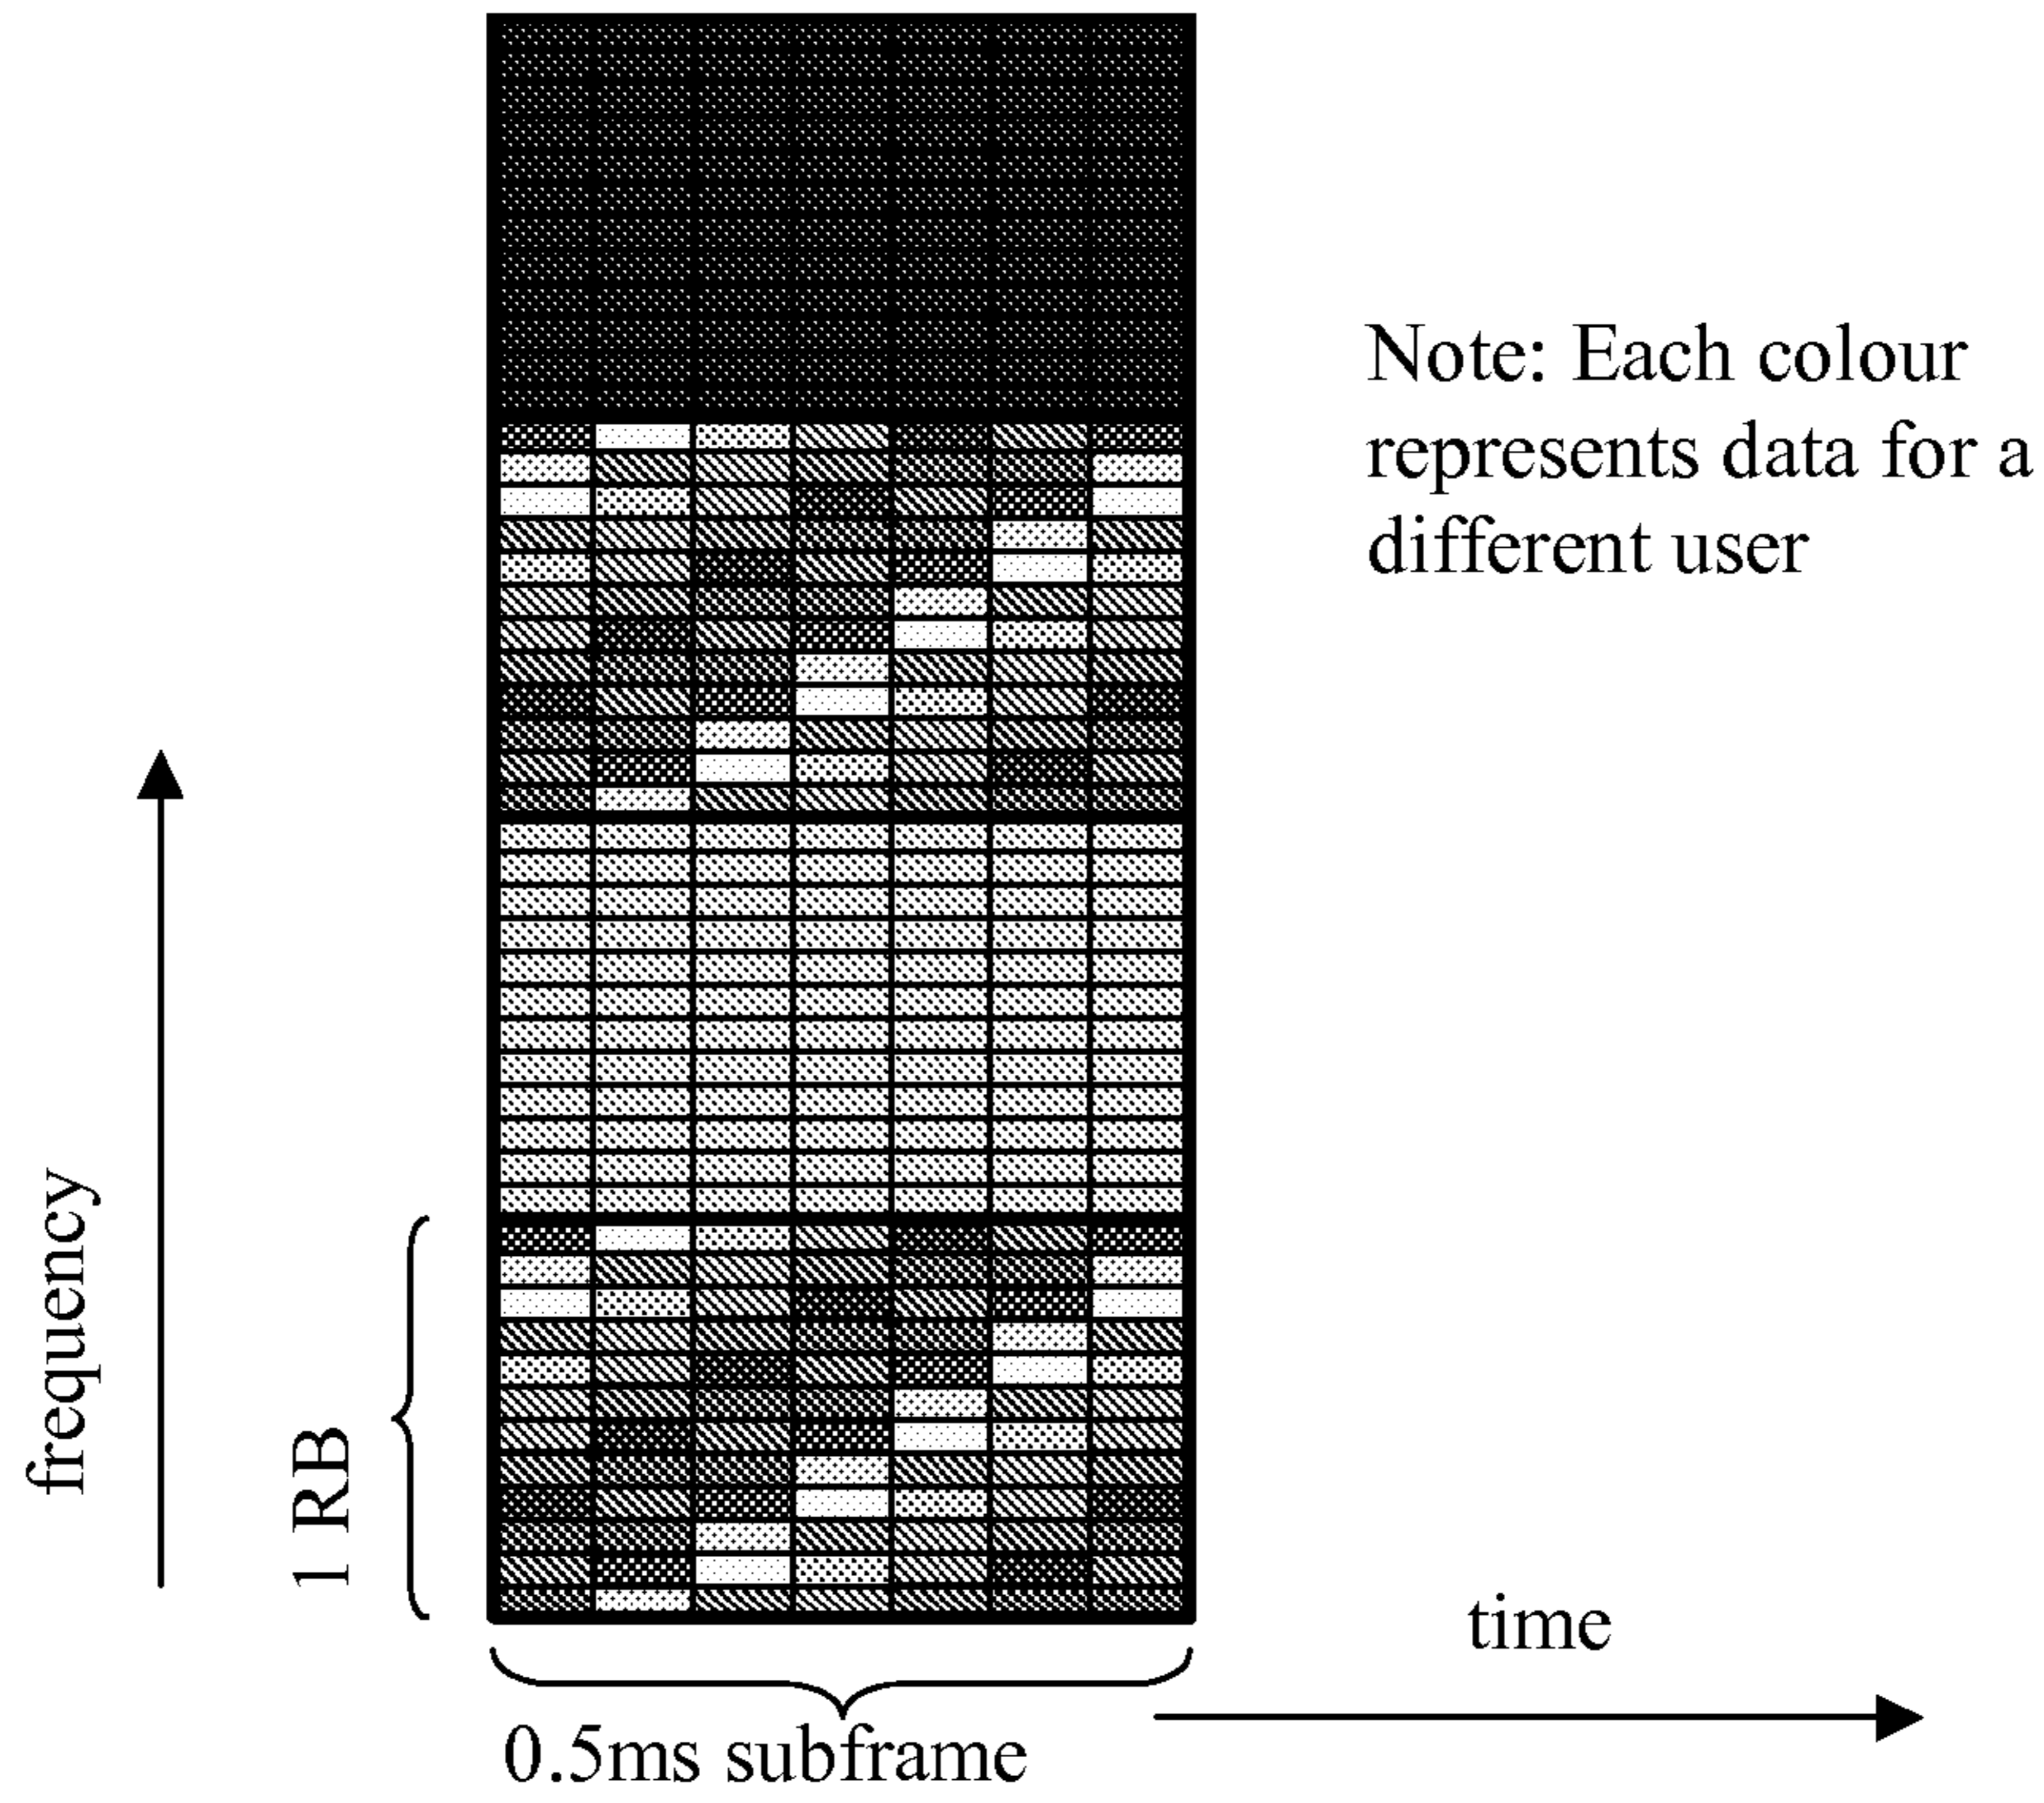 Note: Each colour
represents data for a
different user
frequency
1 RB
time
0.5ms subframe